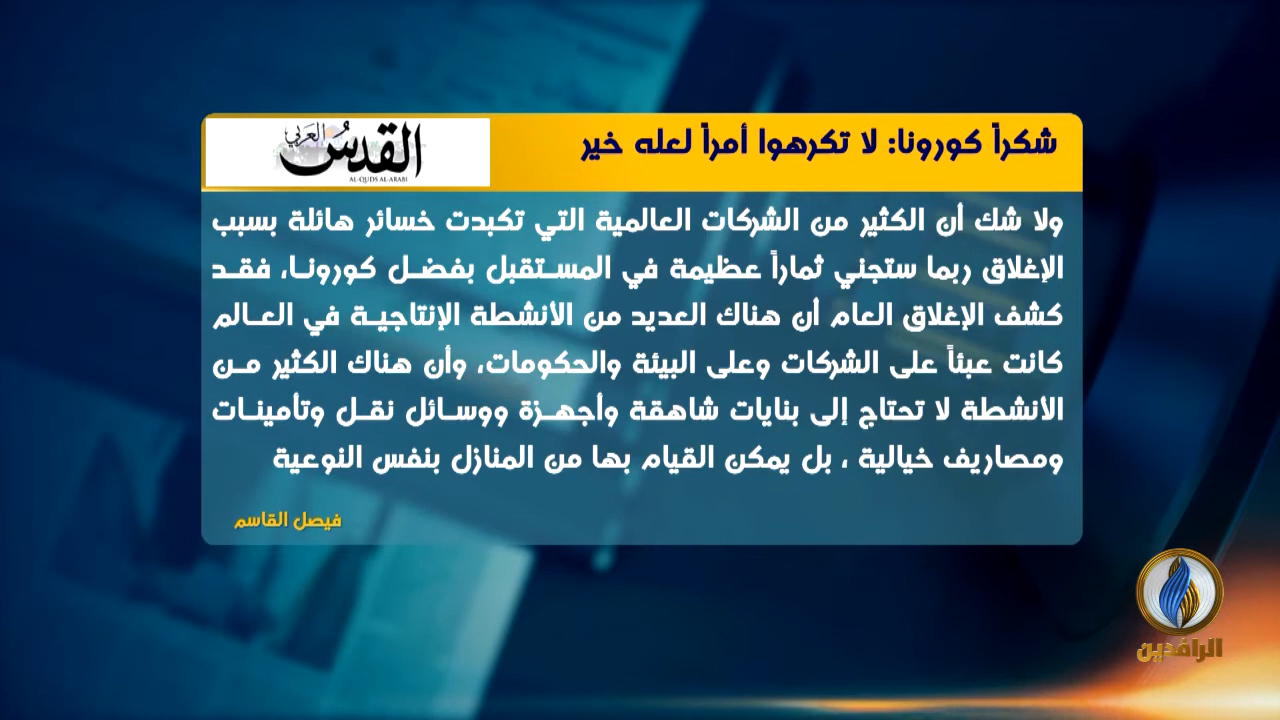 شكراً كورونا: لا تكرهوا أمراً لعله خير
القدس العربي
AL-QUDS AL-ARABI
ولا شك أن الكثير من الشركات العالمية التي تكبدت خسائر هائلة بسبب
الإغلاق ربما ستجني ثماراً عظيمة في المستقبل بفضل كورونا، فقد
كشف الإغلاق العام أن هناك العديد من الأنشطة الإنتاجية في العالم
كانت عبئاً على الشركات وعلى البيئة والحكومات، وأن هناك الكثير من
الأنشطة لا تحتاج إلى بنايات شاهقة وأجهزة ووسائل نقل وتأمينات
ومصاريف خيالية ، بل يمكن القيام بها من المنازل بنفس النوعية
فيصل القاسم
الرافدين